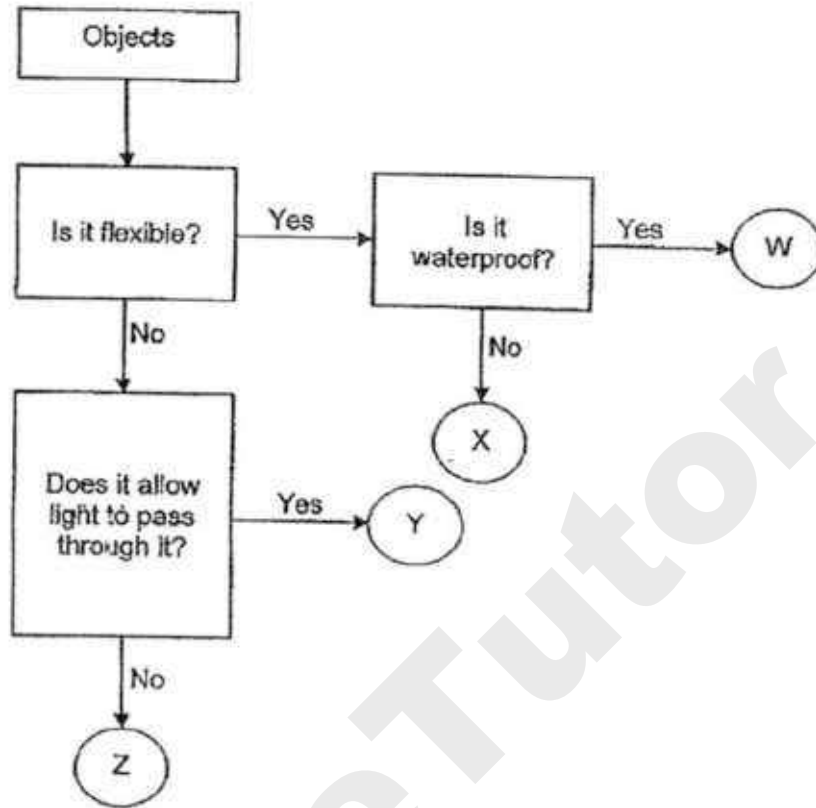 Objects
Is it flexible?
Yes
Is it
waterproof?
Yes
W
No
No
X
Does it allow
light to pass
through it?
Yes
Y
No
Z
eTutor